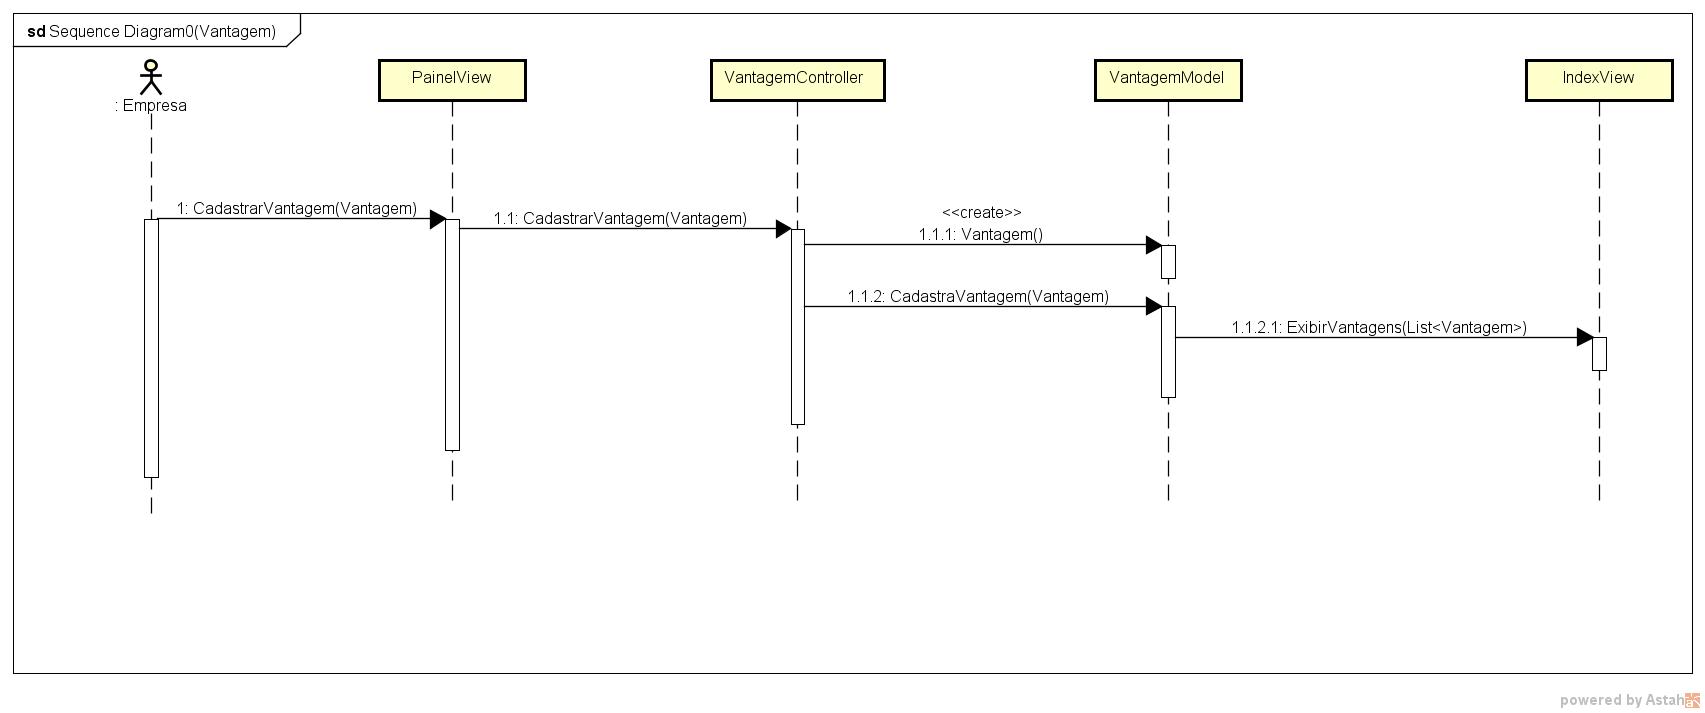 sd Sequence Diagram0(Vantagem)
: Empresa
PainelView
VantagemController
VantagemModel
IndexView
1: CadastrarVantagem(Vantagem)
1.1: CadastrarVantagem(Vantagem)
<<create>>
1.1.1: Vantagem()
1.1.2: CadastraVantagem(Vantagem)
1.1.2.1: ExibirVantagens(List<Vantagem>)
powered by Astah